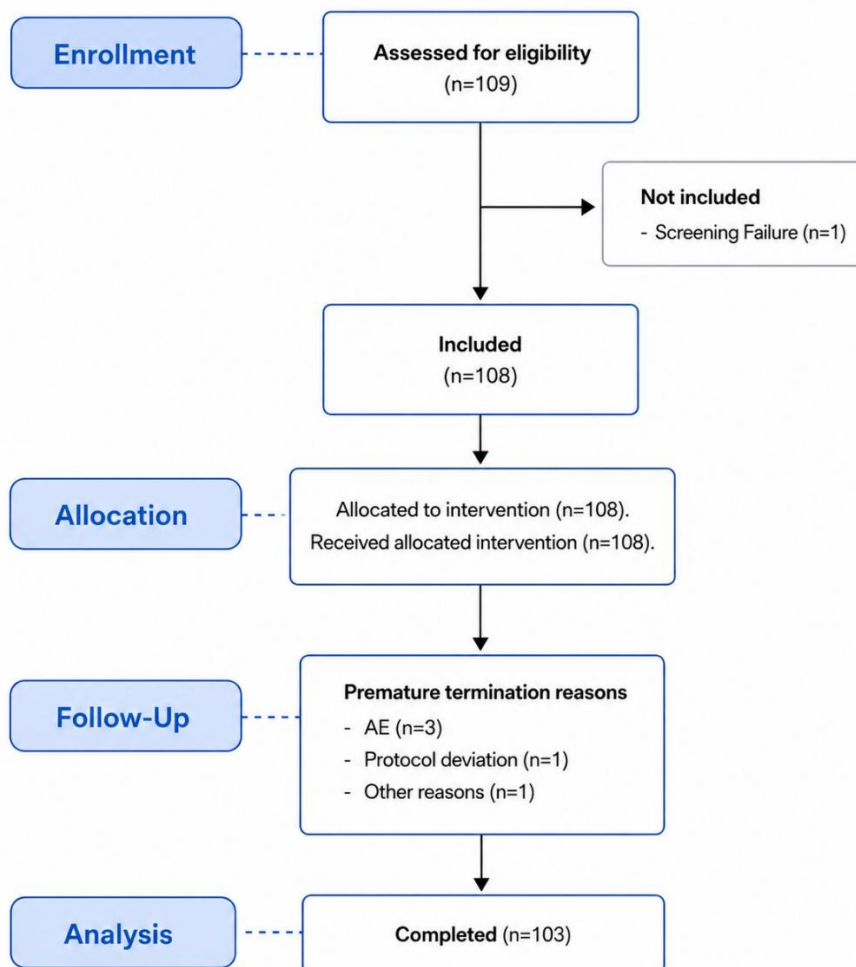 Enrollment
Assessed for eligibility
(n=109)
Not included
- Screening Failure (n=1)
Included
(n=108)
Allocation
Allocated to intervention (n=108).
Received allocated intervention (n=108).
Follow-Up
Premature termination reasons
- AE (n=3)
- Protocol deviation (n=1)
- Other reasons (n=1)
Analysis
Completed (n=103)